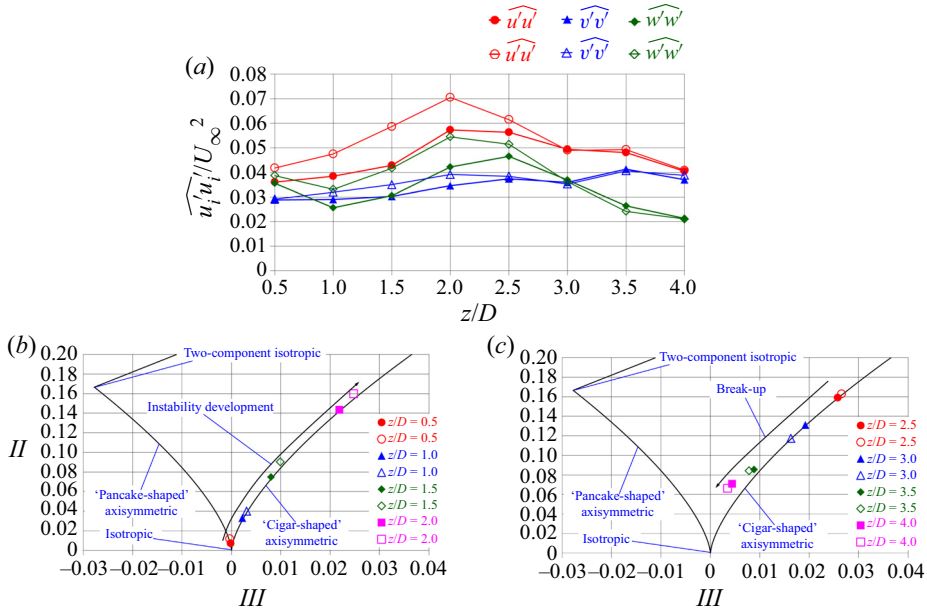 u′u′ v′v′ w′w′
u′u′ v′v′ w′w′
(a)
0.08
0.07
0.06
0.05
0.04
0.03
0.02
0.01
0
u_i′u_i′/U_∞^2
0.5 1.0 1.5 2.0 2.5 3.0 3.5 4.0
z/D
(b)
0.20
0.18
0.16
0.14
0.12
0.10
0.08
0.06
0.04
0.02
0
II
Two-component isotropic
Instability development
‘Pancake-shaped’
axisymmetric
Isotropic
‘Cigar-shaped’
axisymmetric
z/D = 0.5
z/D = 0.5
z/D = 1.0
z/D = 1.0
z/D = 1.5
z/D = 1.5
z/D = 2.0
z/D = 2.0
−0.03 −0.02 −0.01 0 0.01 0.02 0.03 0.04
III
(c)
0.20
0.18
0.16
0.14
0.12
0.10
0.08
0.06
0.04
0.02
0
Two-component isotropic
Break-up
‘Pancake-shaped’
axisymmetric
Isotropic
‘Cigar-shaped’
axisymmetric
z/D = 2.5
z/D = 2.5
z/D = 3.0
z/D = 3.0
z/D = 3.5
z/D = 3.5
z/D = 4.0
z/D = 4.0
−0.03 −0.02 −0.01 0 0.01 0.02 0.03 0.04
III